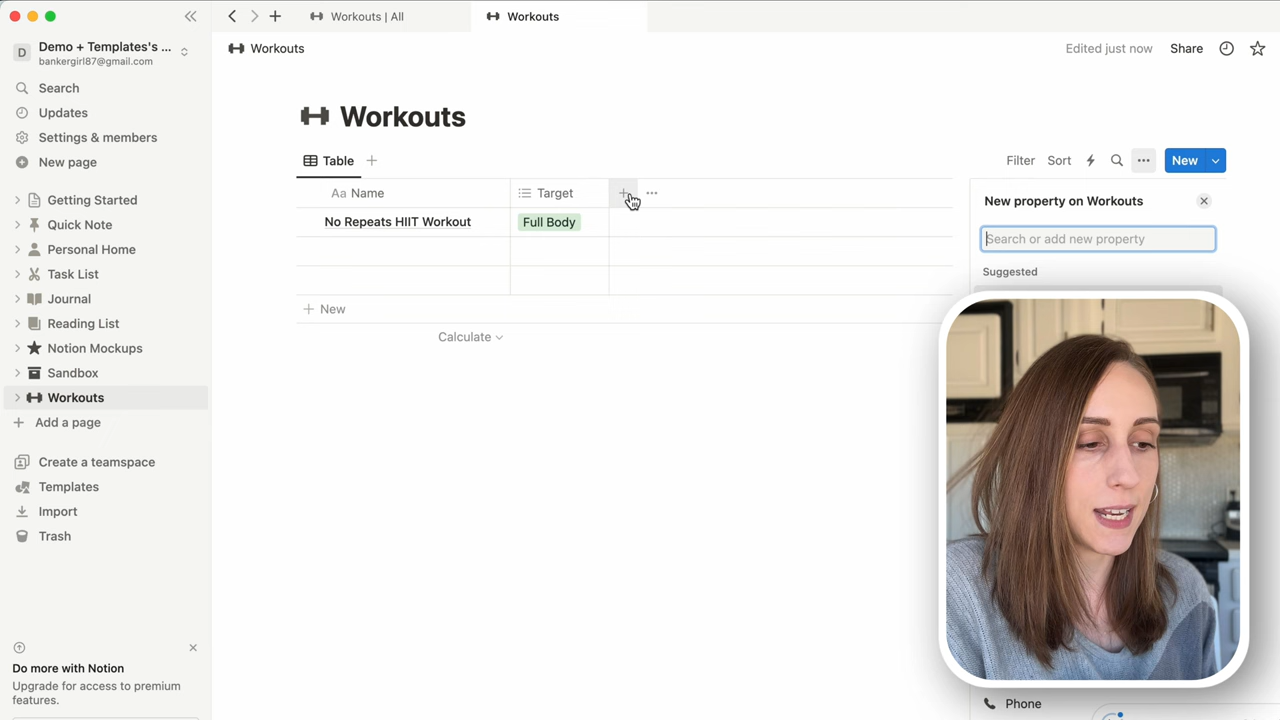 Workouts | All
Workouts
D
Demo + Templates's ...
bankergirl87@gmail.com
Search
Updates
Settings & members
New page
Getting Started
Quick Note
Personal Home
Task List
Journal
Reading List
Notion Mockups
Sandbox
Workouts
Add a page
Create a teamspace
Templates
Import
Trash
Do more with Notion
Upgrade for access to premium
features.
Workouts
Edited just now
Share
Workouts
Table
Filter
Sort
New
Aa Name
Target
No Repeats HIIT Workout
Full Body
New
Calculate
New property on Workouts
Search or add new property
Suggested
Phone